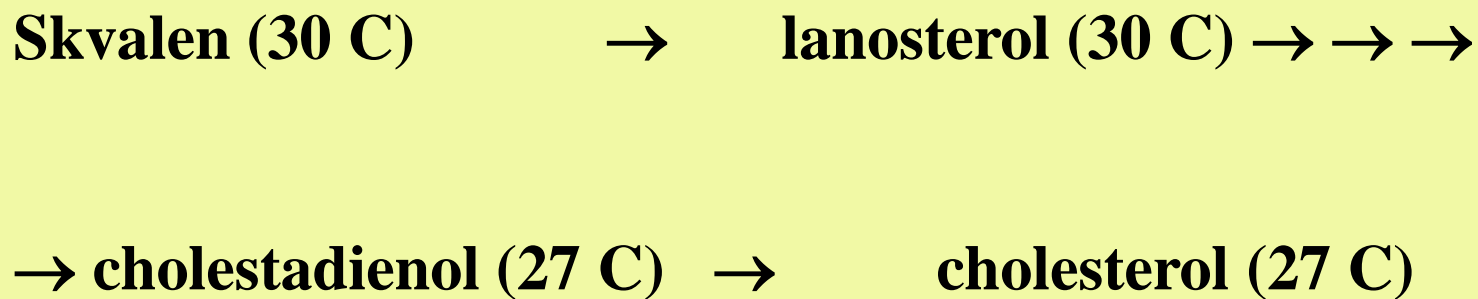 Skvalen (30 C) → lanosterol (30 C) → → →
→ cholestadienol (27 C) → cholesterol (27 C)